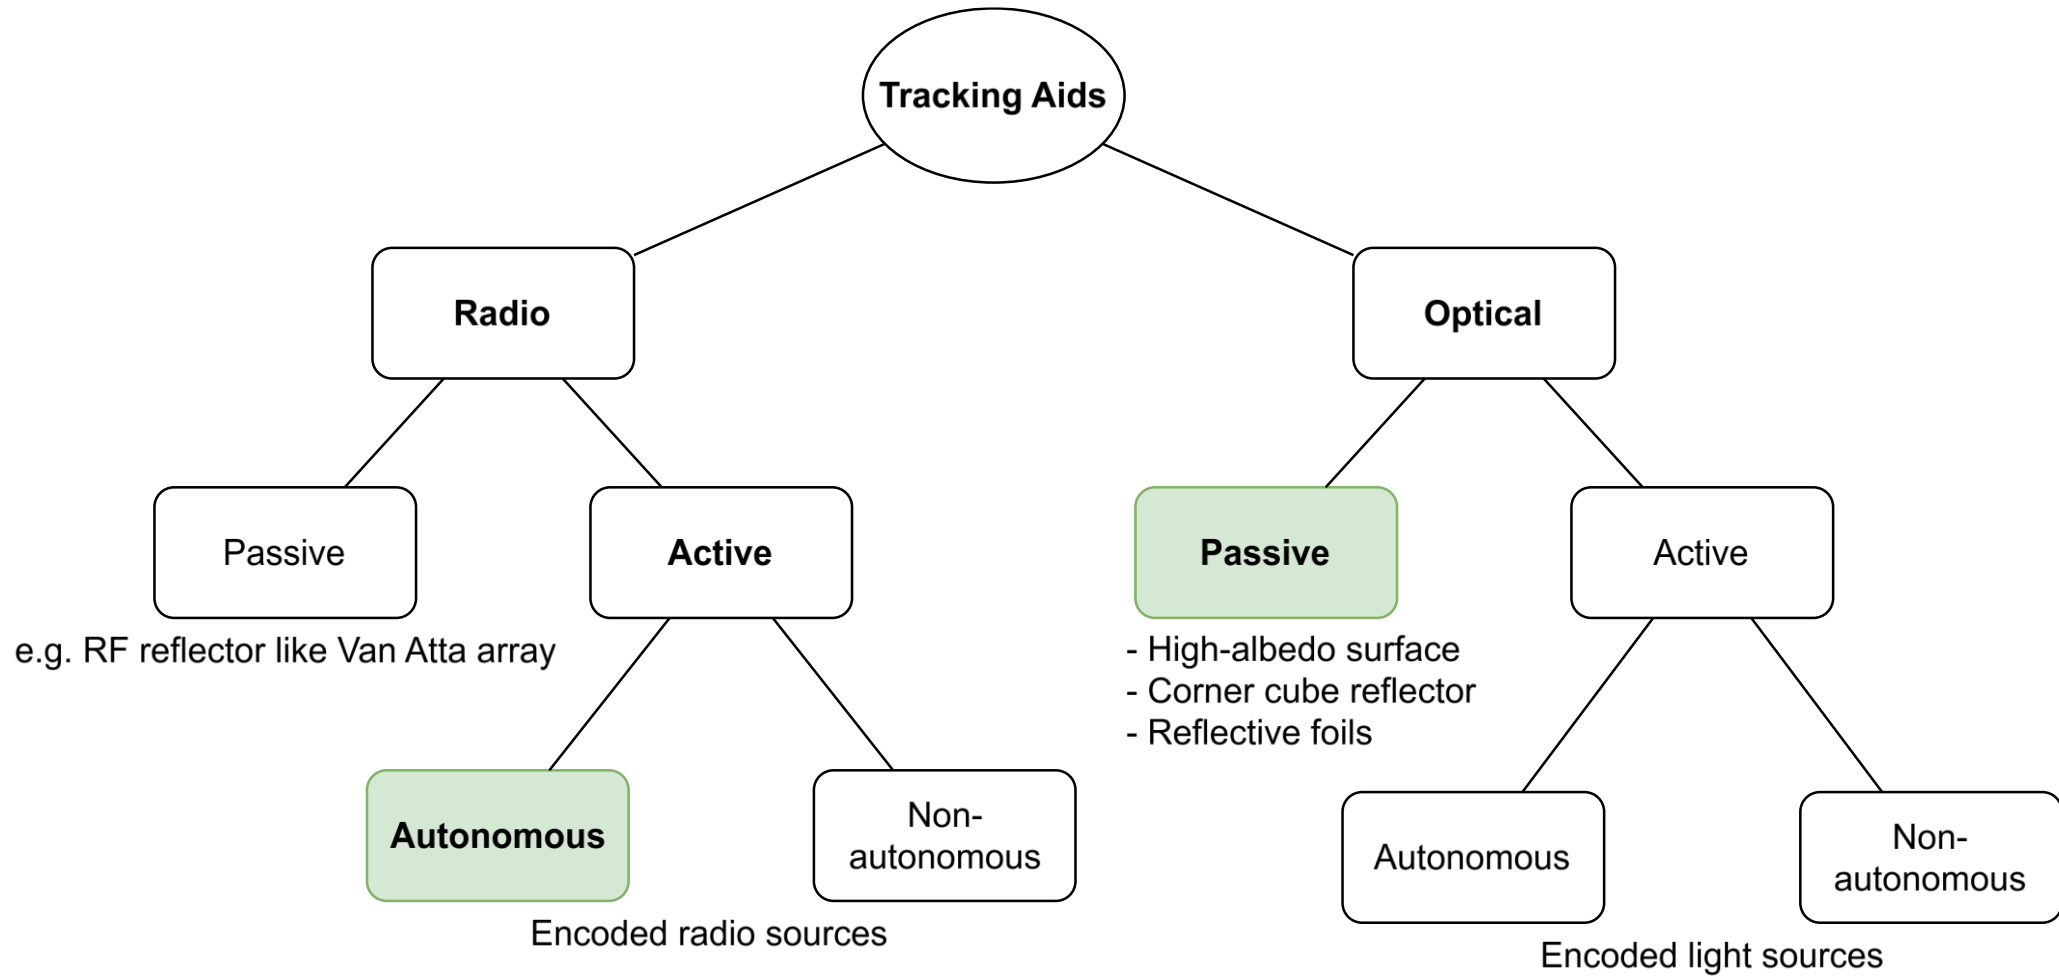 Tracking Aids
Radio
Optical
Passive
Active
Passive
Active
e.g. RF reflector like Van Atta array
- High-albedo surface
- Corner cube reflector
- Reflective foils
Autonomous
Non-
autonomous
Autonomous
Non-
autonomous
Encoded radio sources
Encoded light sources